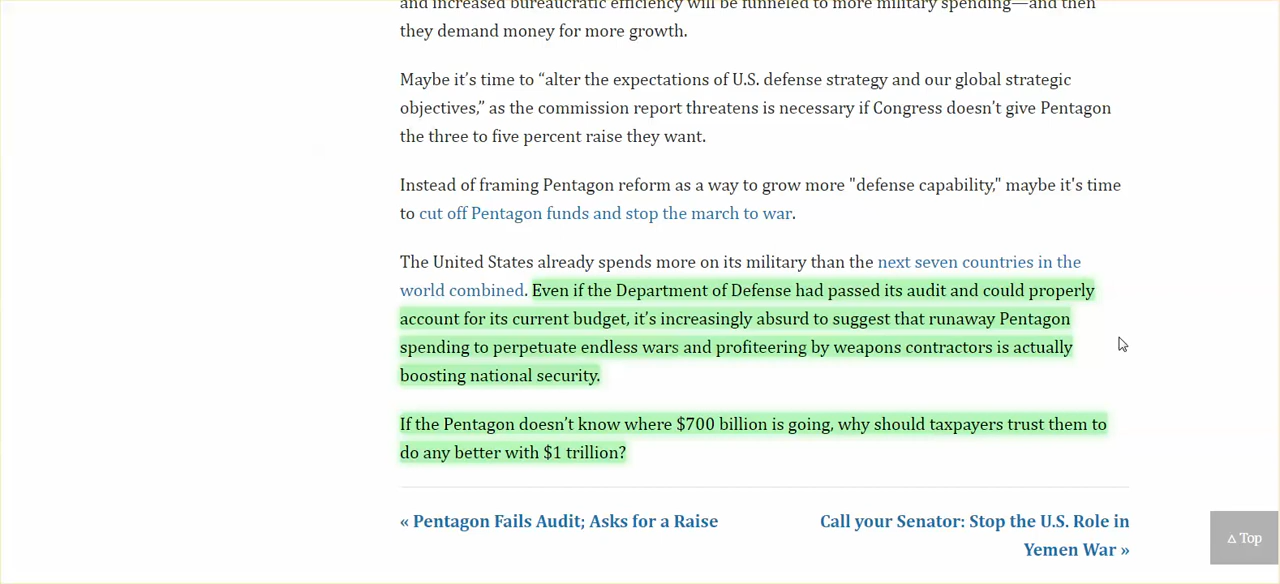 and increased bureaucratic efficiency will be funneled to more military spending—and then
they demand money for more growth.
Maybe it’s time to “alter the expectations of U.S. defense strategy and our global strategic
objectives,” as the commission report threatens is necessary if Congress doesn’t give Pentagon
the three to five percent raise they want.
Instead of framing Pentagon reform as a way to grow more "defense capability," maybe it's time
to cut off Pentagon funds and stop the march to war.
The United States already spends more on its military than the next seven countries in the
world combined. Even if the Department of Defense had passed its audit and could properly
account for its current budget, it’s increasingly absurd to suggest that runaway Pentagon
spending to perpetuate endless wars and profiteering by weapons contractors is actually
boosting national security.
If the Pentagon doesn’t know where $700 billion is going, why should taxpayers trust them to
do any better with $1 trillion?
« Pentagon Fails Audit; Asks for a Raise
Call your Senator: Stop the U.S. Role in
Yemen War »
△ Top